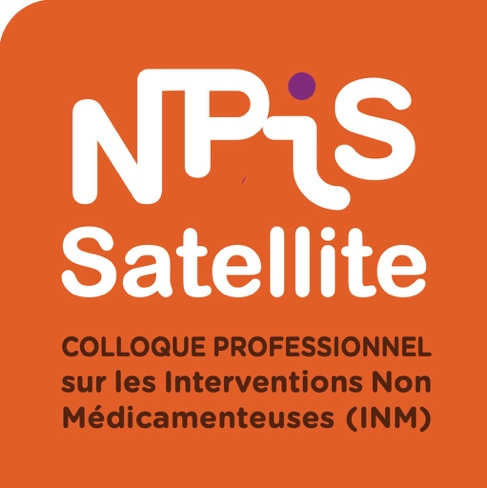 NPiS
Satellite
COLLOQUE PROFESSIONNEL
sur les Interventions Non
Médicamenteuses (INM)